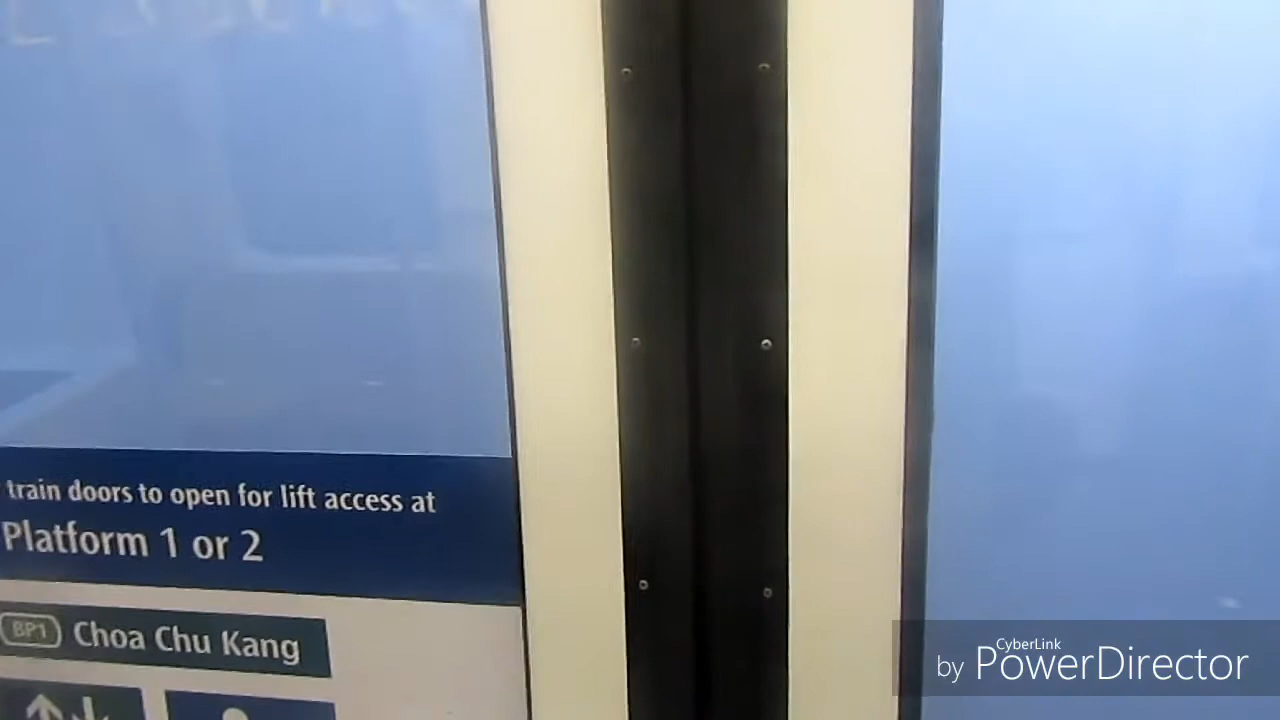 train doors to open for lift access at
Platform 1 or 2
BP1 Choa Chu Kang
CyberLink
by PowerDirector